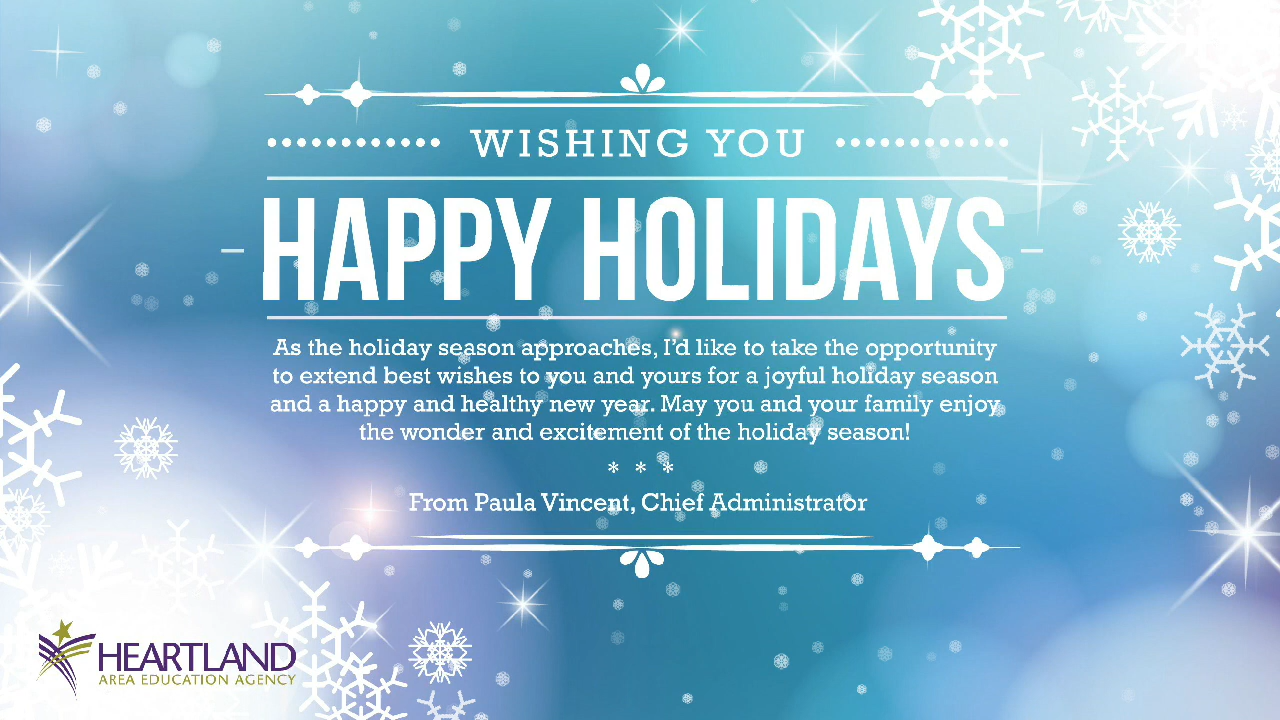 WISHING YOU
HAPPY HOLIDAYS
As the holiday season approaches, I'd like to take the opportunity
to extend best wishes to you and yours for a joyful holiday season
and a happy and healthy new year. May you and your family enjoy
the wonder and excitement of the holiday season!
* * *
From Paula Vincent, Chief Administrator
HEARTLAND
AREA EDUCATION AGENCY